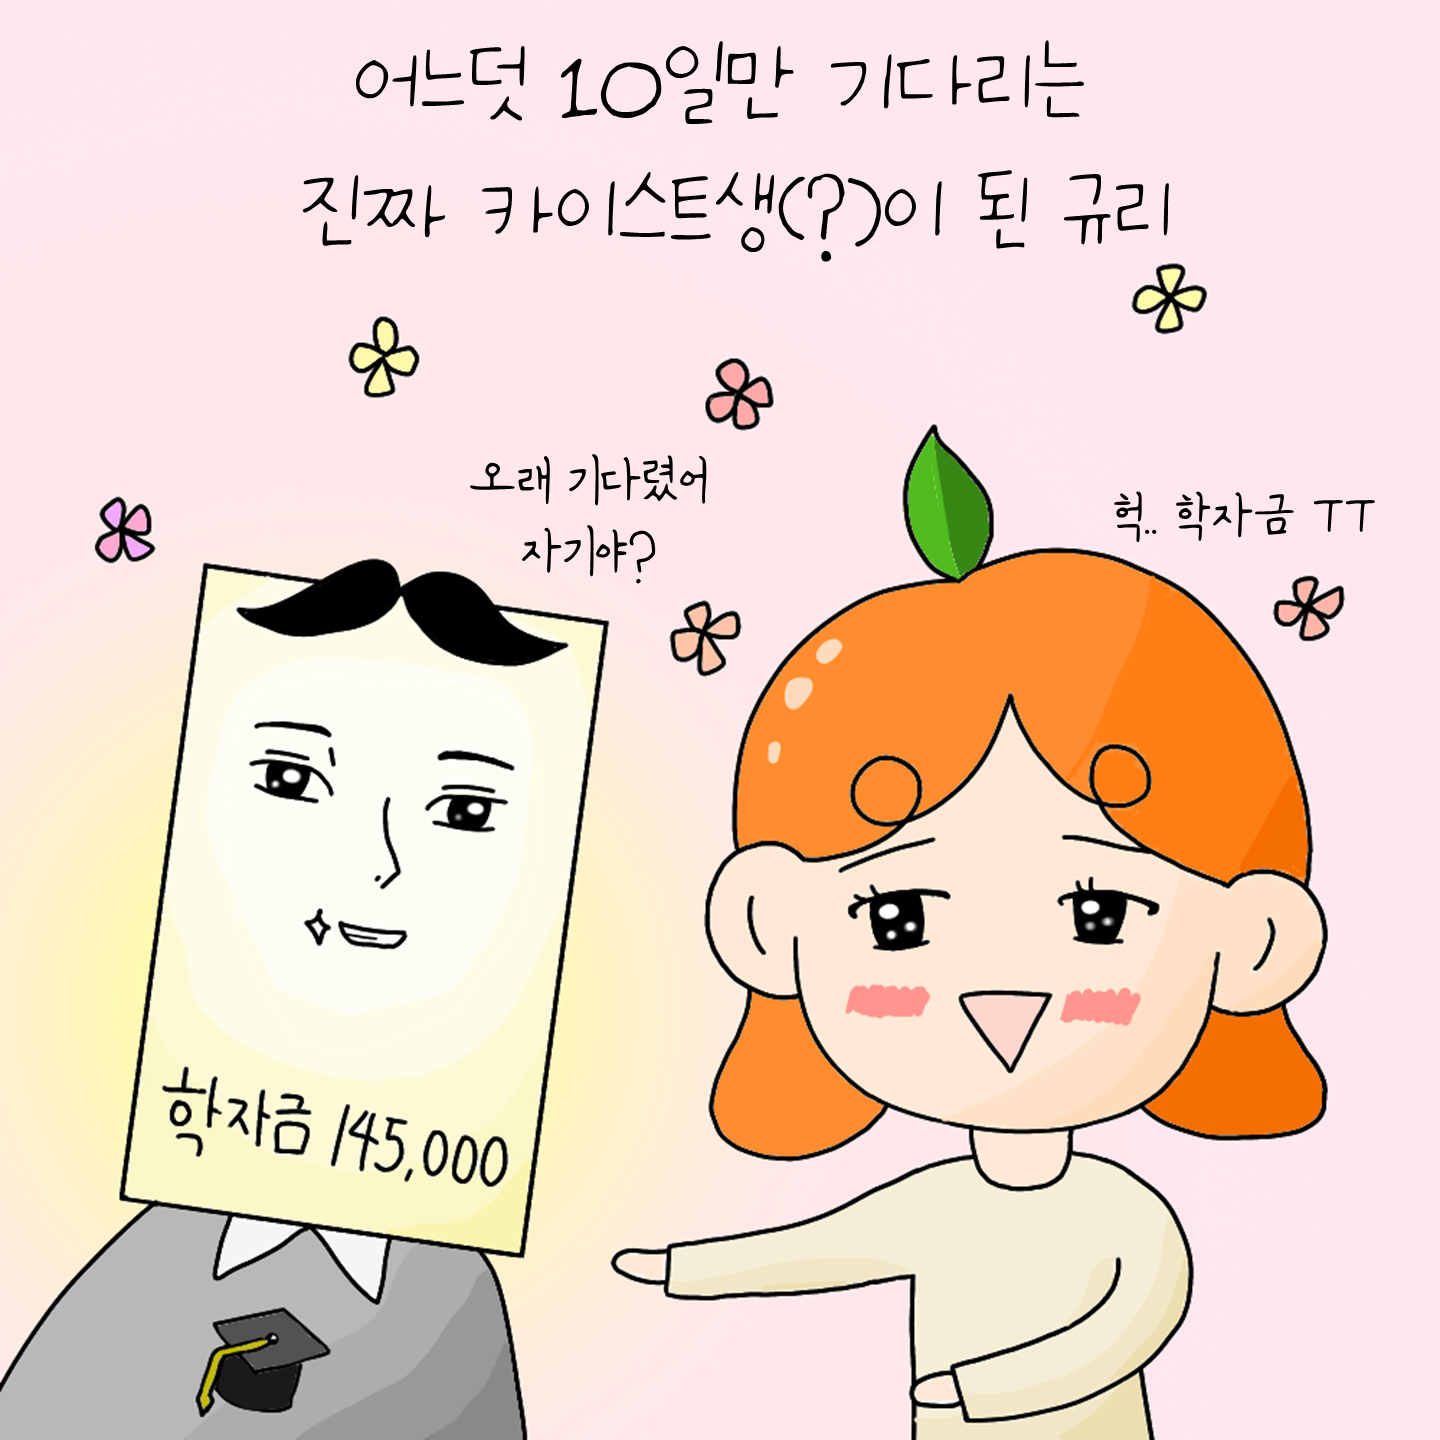 어느덧 10일만 기다리는
진짜 카이스트생(?)이 된 규리
오래 기다렸어
자기야?
헉.. 학자금 ㅜㅜ
학자금 145,000